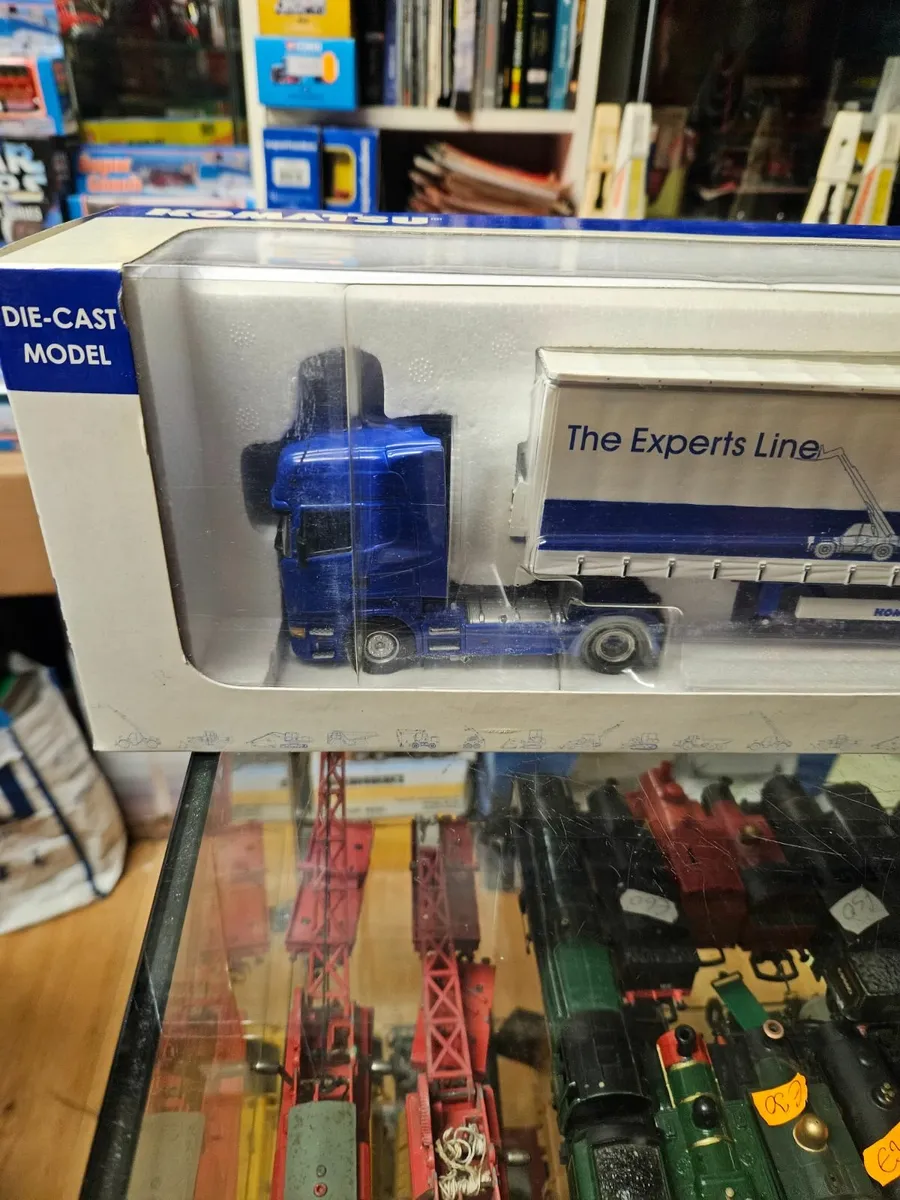 KOMATSU
DIE-CAST
MODEL
The Experts Line